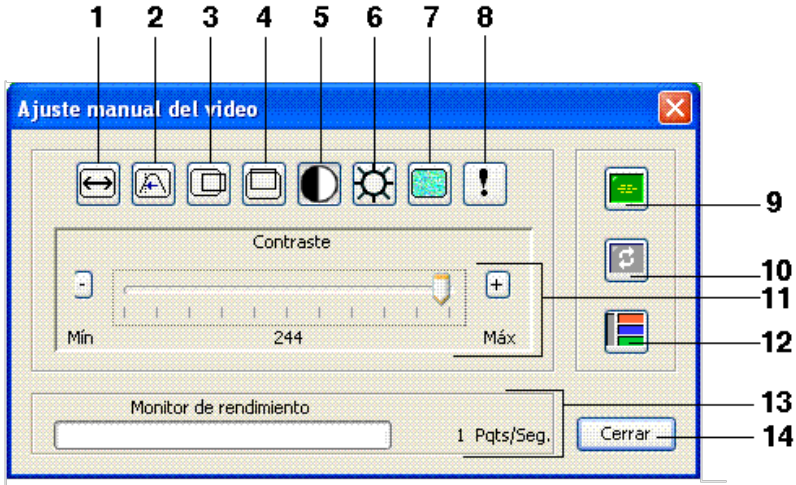 1 2 3 4 5 6 7 8
Ajuste manual del video
9
Contraste
10
- +
11
Mín 244 Máx
12
Monitor de rendimiento
13
1 Pqts/Seg.
Cerrar
14